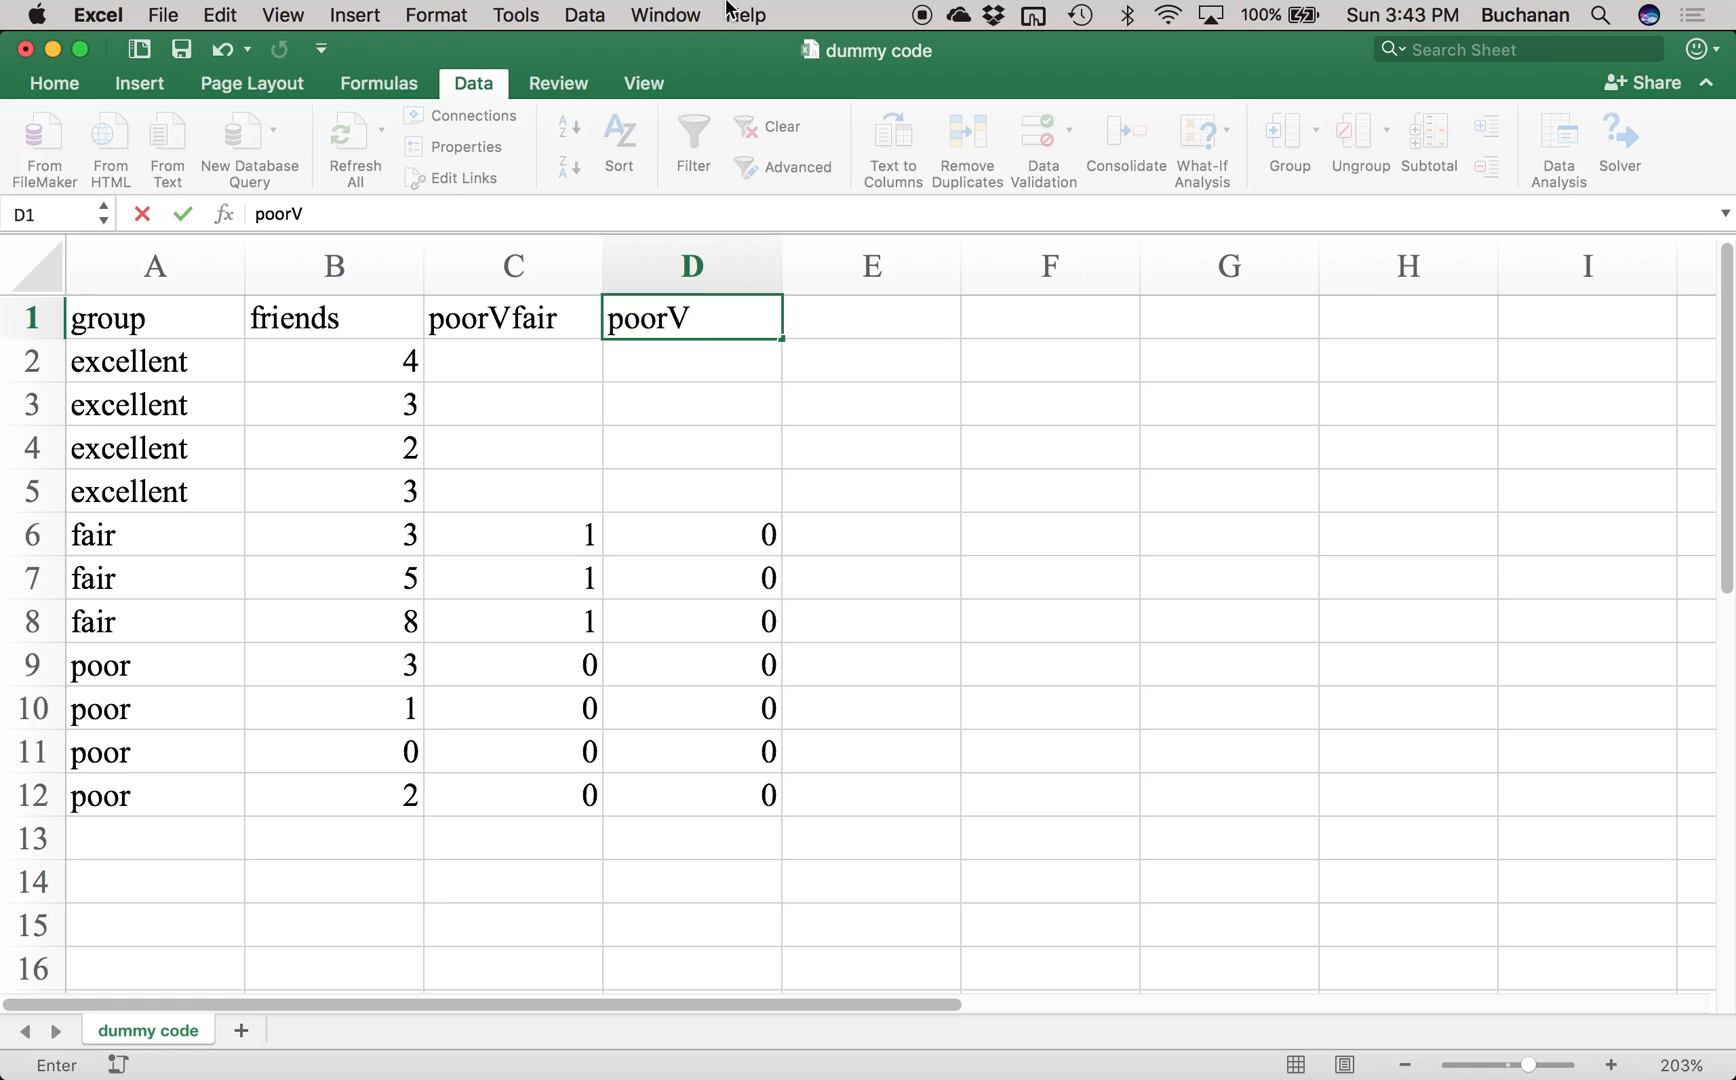 Excel File Edit View Insert Format Tools Data Window Help 100% Sun 3:43 PM Buchanan
dummy code
Search Sheet
Home Insert Page Layout Formulas Data Review View Share
From FileMaker
From HTML
From Text
New Database Query
Refresh All
Connections
Properties
Edit Links
Sort
Filter
Clear
Advanced
Text to Columns
Remove Duplicates
Data Validation
Consolidate
What-If Analysis
Group
Ungroup
Subtotal
Data Analysis
Solver
D1 fx poorV
A B C D E F G H I
1 group friends poorVfair poorV
2 excellent 4
3 excellent 3
4 excellent 2
5 excellent 3
6 fair 3 1 0
7 fair 5 1 0
8 fair 8 1 0
9 poor 3 0 0
10 poor 1 0 0
11 poor 0 0 0
12 poor 2 0 0
13
14
15
16
dummy code +
Enter 203%